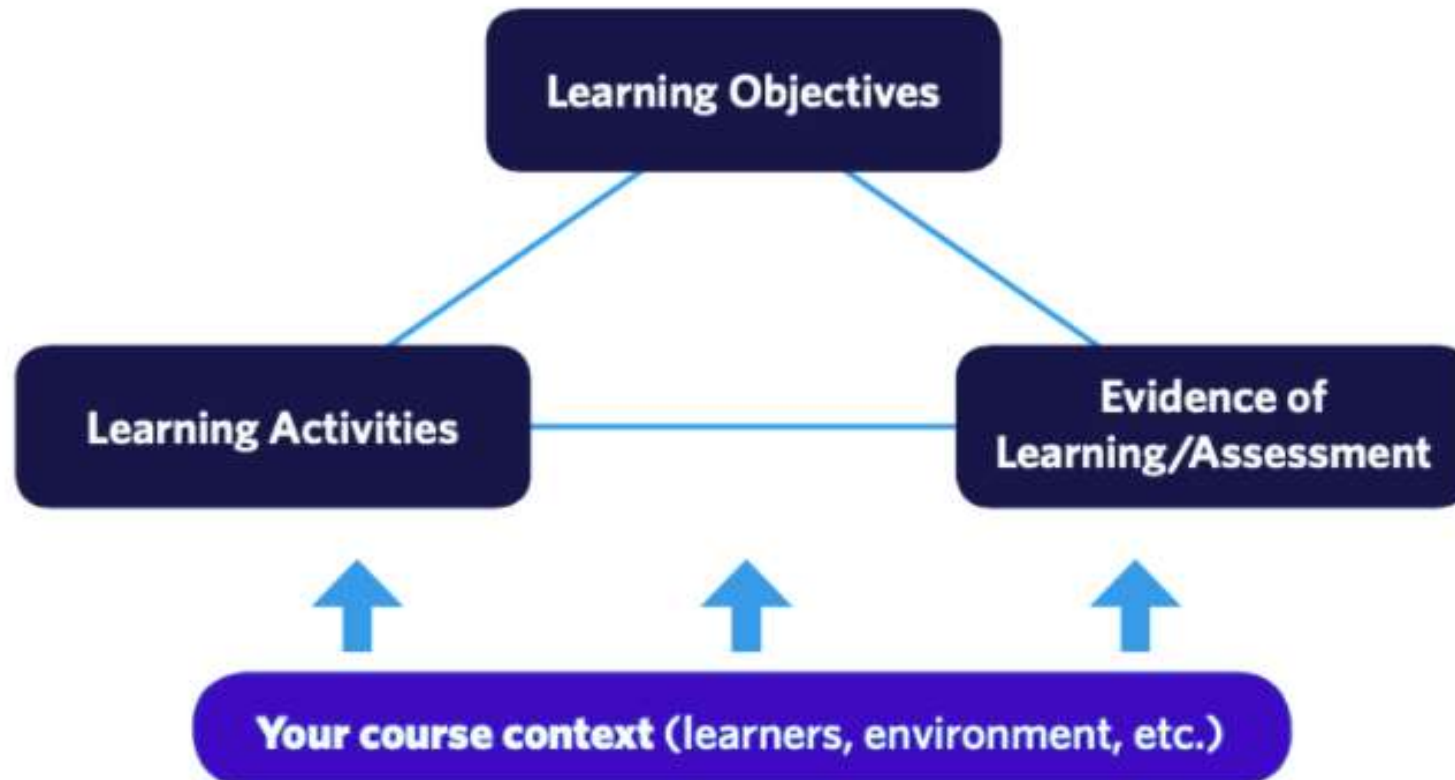 Learning Objectives
Learning Activities
Evidence of
Learning/Assessment
Your course context (learners, environment, etc.)